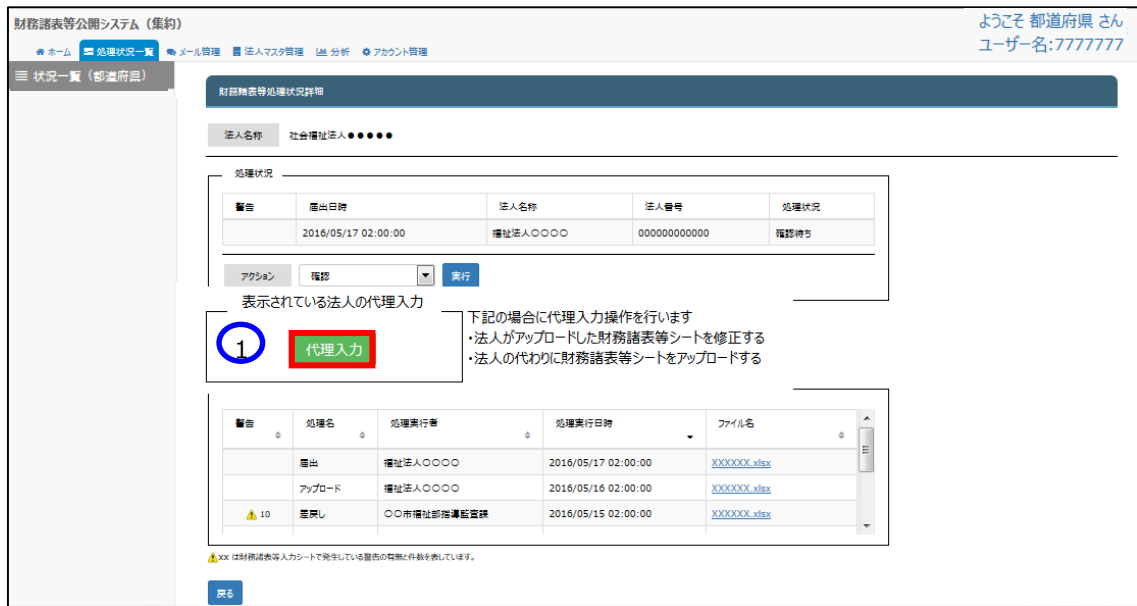 財務諸表等公開システム（集約）
ようこそ 都道府県 さん
ユーザー名:7777777
ホーム 処理状況一覧 メール管理 法人マスタ管理 分析 アカウント管理
状況一覧（都道府県）
財務諸表等処理状況詳細
法人名称 社会福祉法人●●●●●
処理状況
警告 届出日時 法人名称 法人番号 処理状況
2016/05/17 02:00:00 福祉法人〇〇〇〇 000000000000 確認待ち
アクション 確認 実行
表示されている法人の代理入力
1 代理入力
下記の場合に代理入力操作を行います
・法人がアップロードした財務諸表等シートを修正する
・法人の代わりに財務諸表等シートをアップロードする
警告 処理名 処理実行者 処理実行日時 ファイル名
届出 福祉法人〇〇〇〇 2016/05/17 02:00:00 XXXXXX.xlsx
アップロード 福祉法人〇〇〇〇 2016/05/16 02:00:00 XXXXXX.xlsx
10 差戻し 〇〇市福祉部指導監査課 2016/05/15 02:00:00 XXXXXX.xlsx
xx は財務諸表等入力シートで発生している警告の有無と件数を表しています。
戻る